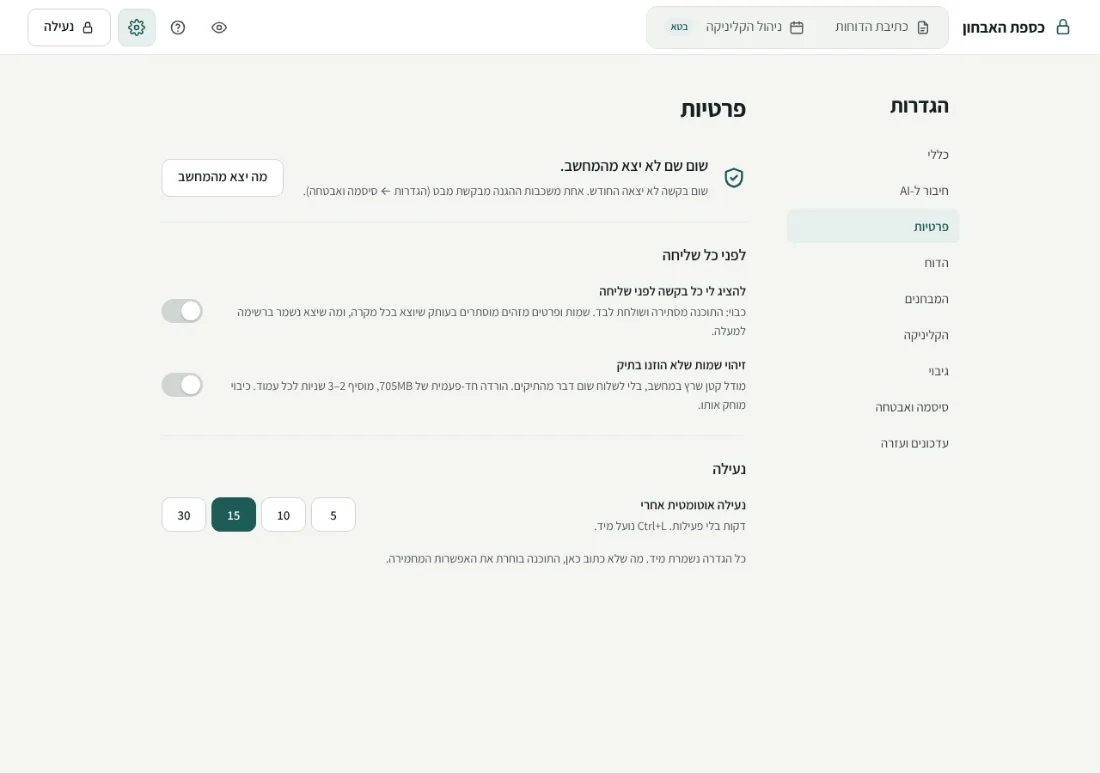 כספת האבחון
כתיבת הדוחות
ניהול הקליניקה
בטא
נעילה
הגדרות
כללי
חיבור ל-AI
פרטיות
הדוח
המבחנים
הקליניקה
גיבוי
סיסמה ואבטחה
עדכונים ועזרה
פרטיות
שום שם לא יצא מהמחשב.
שום בקשה לא יצאה החודש. אחת משכבות ההגנה מבקשת מבט (הגדרות ← סיסמה ואבטחה).
מה יצא מהמחשב
לפני כל שליחה
להציג לי כל בקשה לפני שליחה
כבוי: התוכנה מסתירה ושולחת לבד. שמות ופרטים מזהים מוסתרים בעותק שיוצא בכל מקרה, ומה שיצא נשמר ברשימה
למעלה.
זיהוי שמות שלא הוזנו בתיק
מודל קטן שרץ במחשב, בלי לשלוח שום דבר מהתיקים. הורדה חד-פעמית של 705MB, מוסיף 2–3 שניות לכל עמוד. כיבוי
מוחק אותו.
נעילה
נעילה אוטומטית אחרי
דקות בלי פעילות. Ctrl+L נועל מיד.
5
10
15
30
כל הגדרה נשמרת מיד. מה שלא כתוב כאן, התוכנה בוחרת את האפשרות המחמירה.